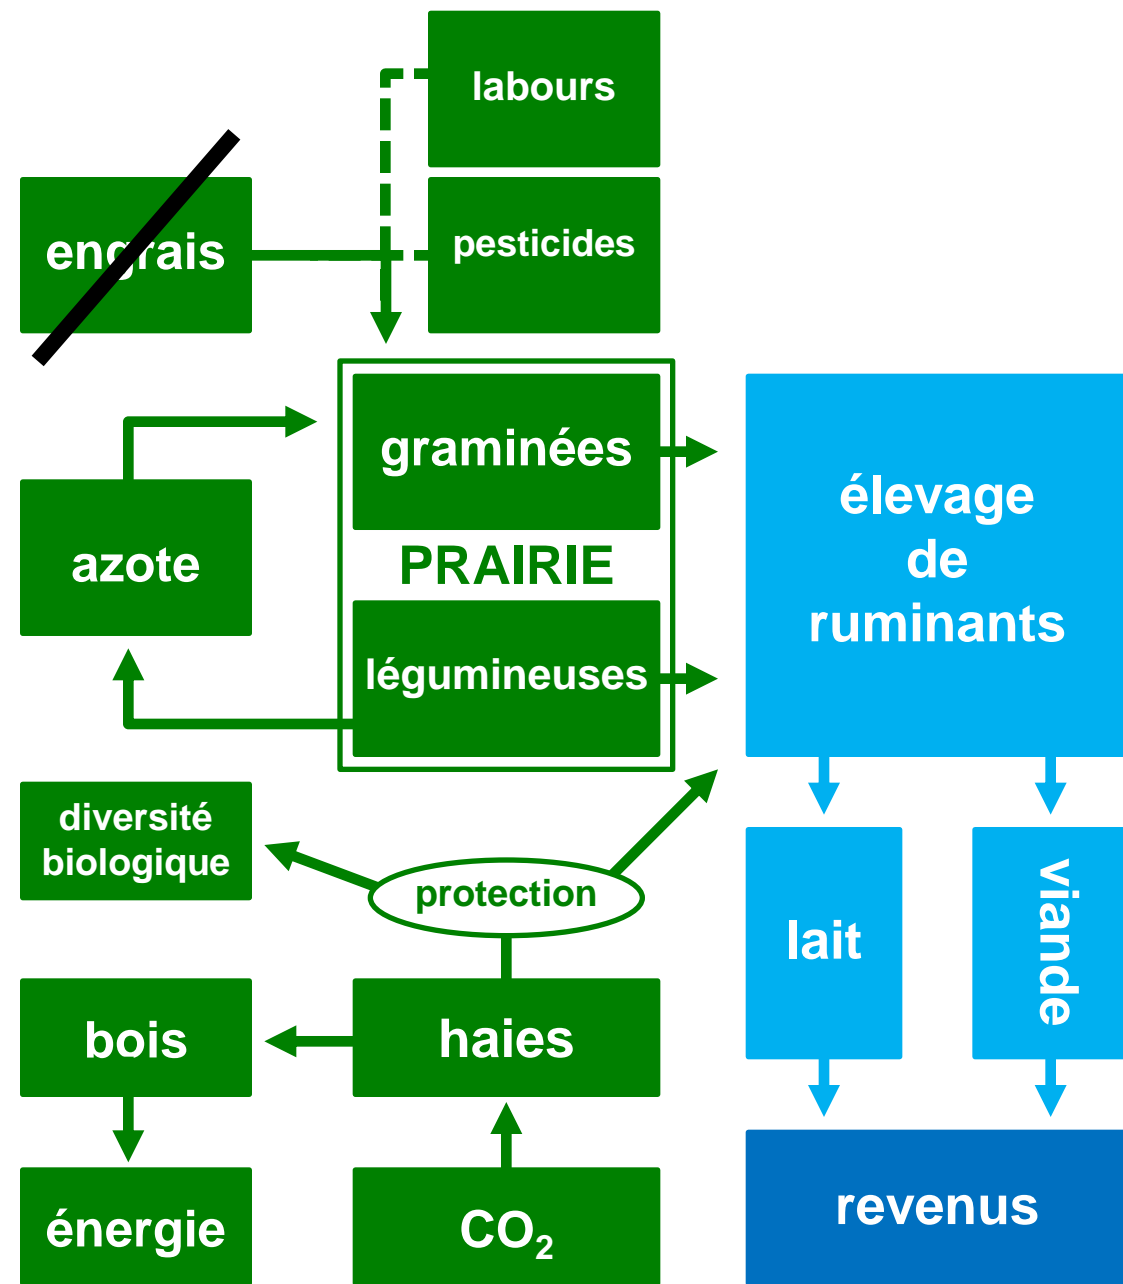 labours
engrais
pesticides
graminées
azote
PRAIRIE
légumineuses
élevage
de
ruminants
diversité
biologique
protection
lait
viande
bois
haies
énergie
CO₂
revenus